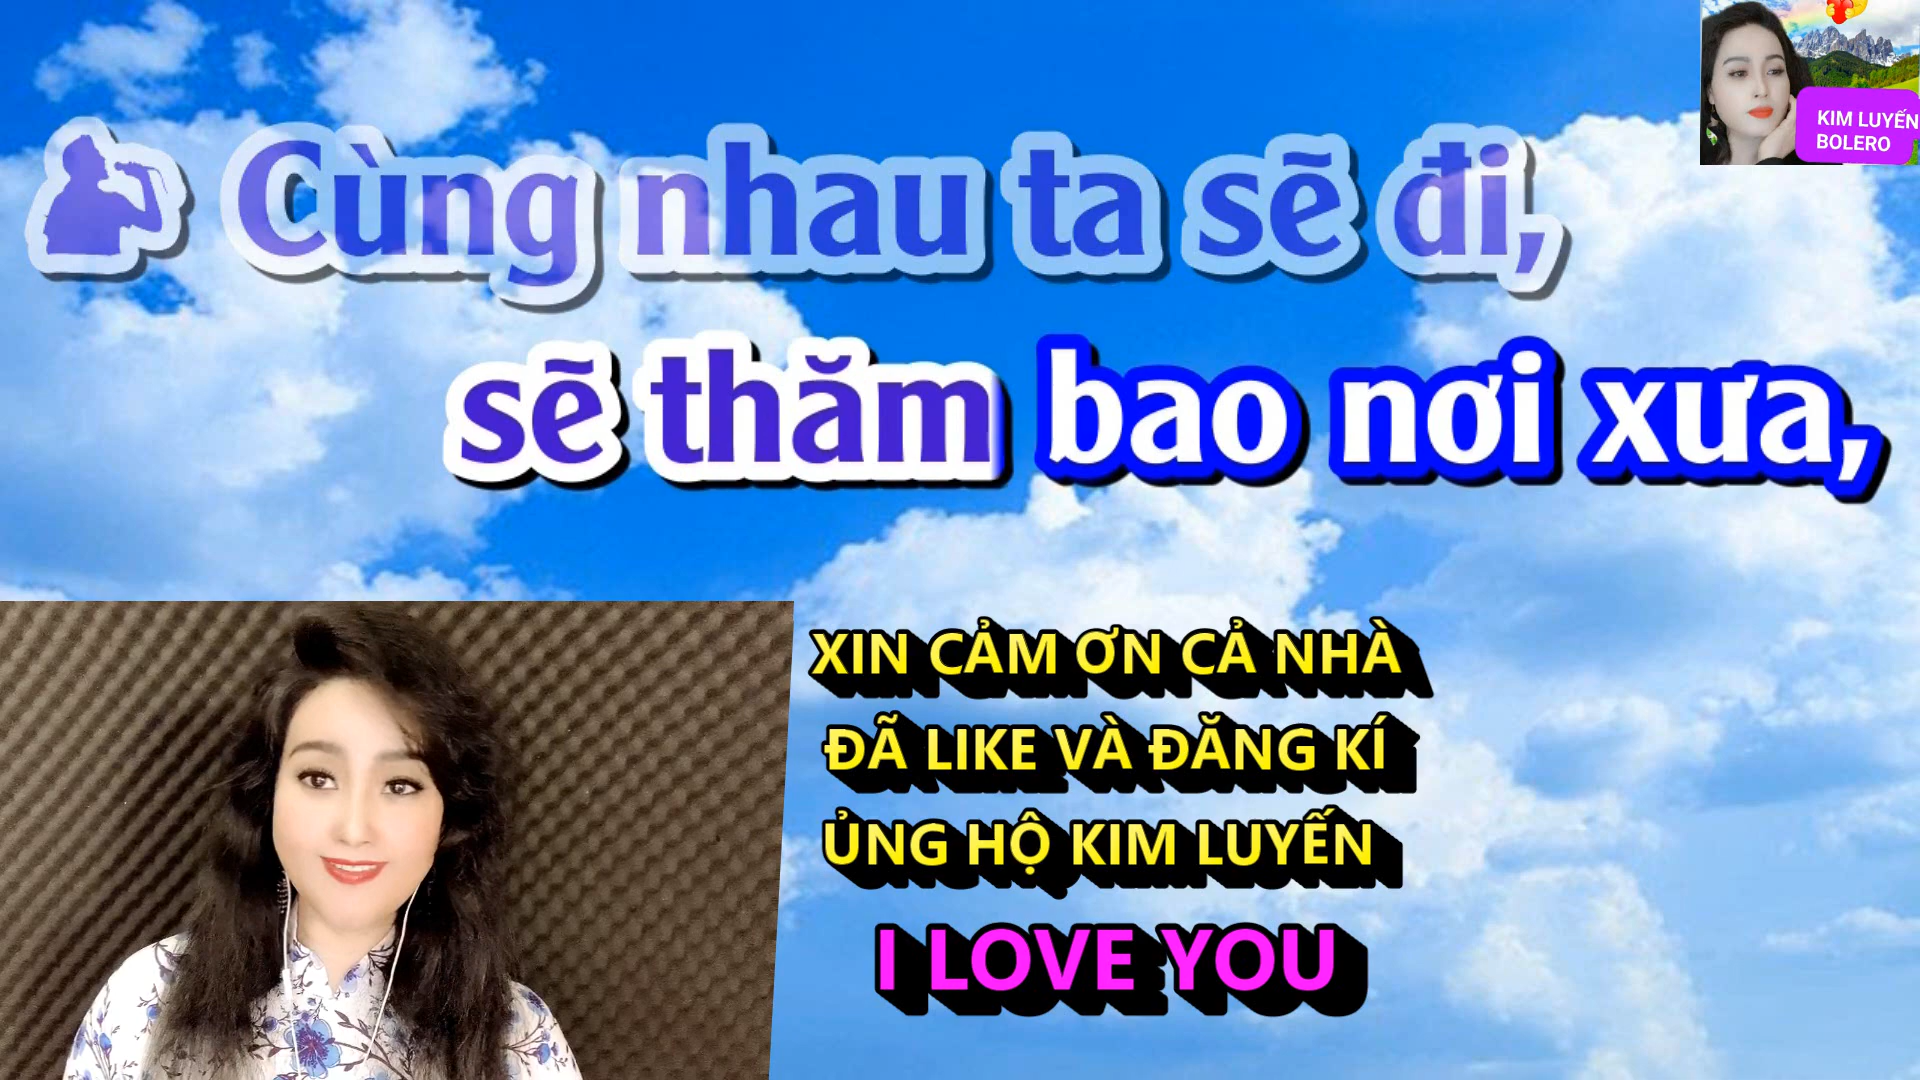 Cùng nhau ta sẽ đi,
sẽ thăm bao nơi xưa,
KIM LUYẾN
BOLERO
XIN CẢM ƠN CẢ NHÀ
ĐÃ LIKE VÀ ĐĂNG KÍ
ỦNG HỘ KIM LUYẾN
I LOVE YOU